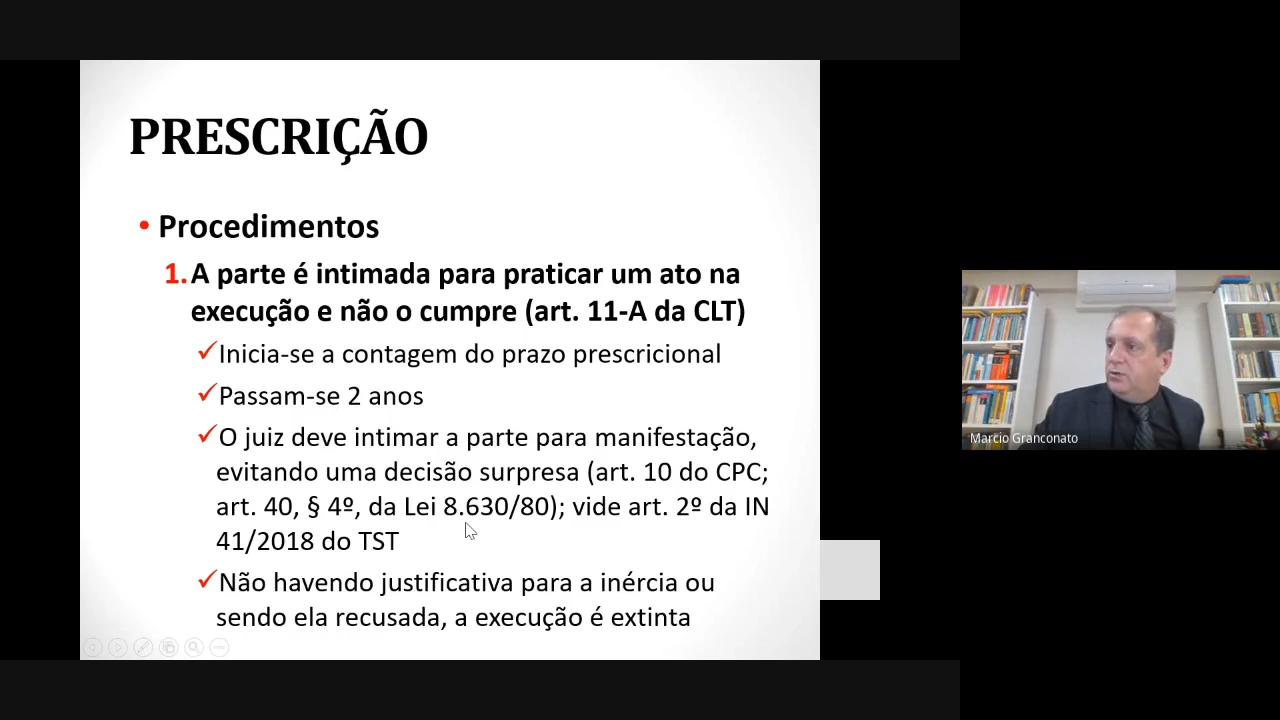 PRESCRIÇÃO
• Procedimentos
1. A parte é intimada para praticar um ato na
execução e não o cumpre (art. 11-A da CLT)
✓Inicia-se a contagem do prazo prescricional
✓Passam-se 2 anos
✓O juiz deve intimar a parte para manifestação,
evitando uma decisão surpresa (art. 10 do CPC;
art. 40, § 4º, da Lei 8.630/80); vide art. 2º da IN
41/2018 do TST
✓Não havendo justificativa para a inércia ou
sendo ela recusada, a execução é extinta
Marcio Granconato